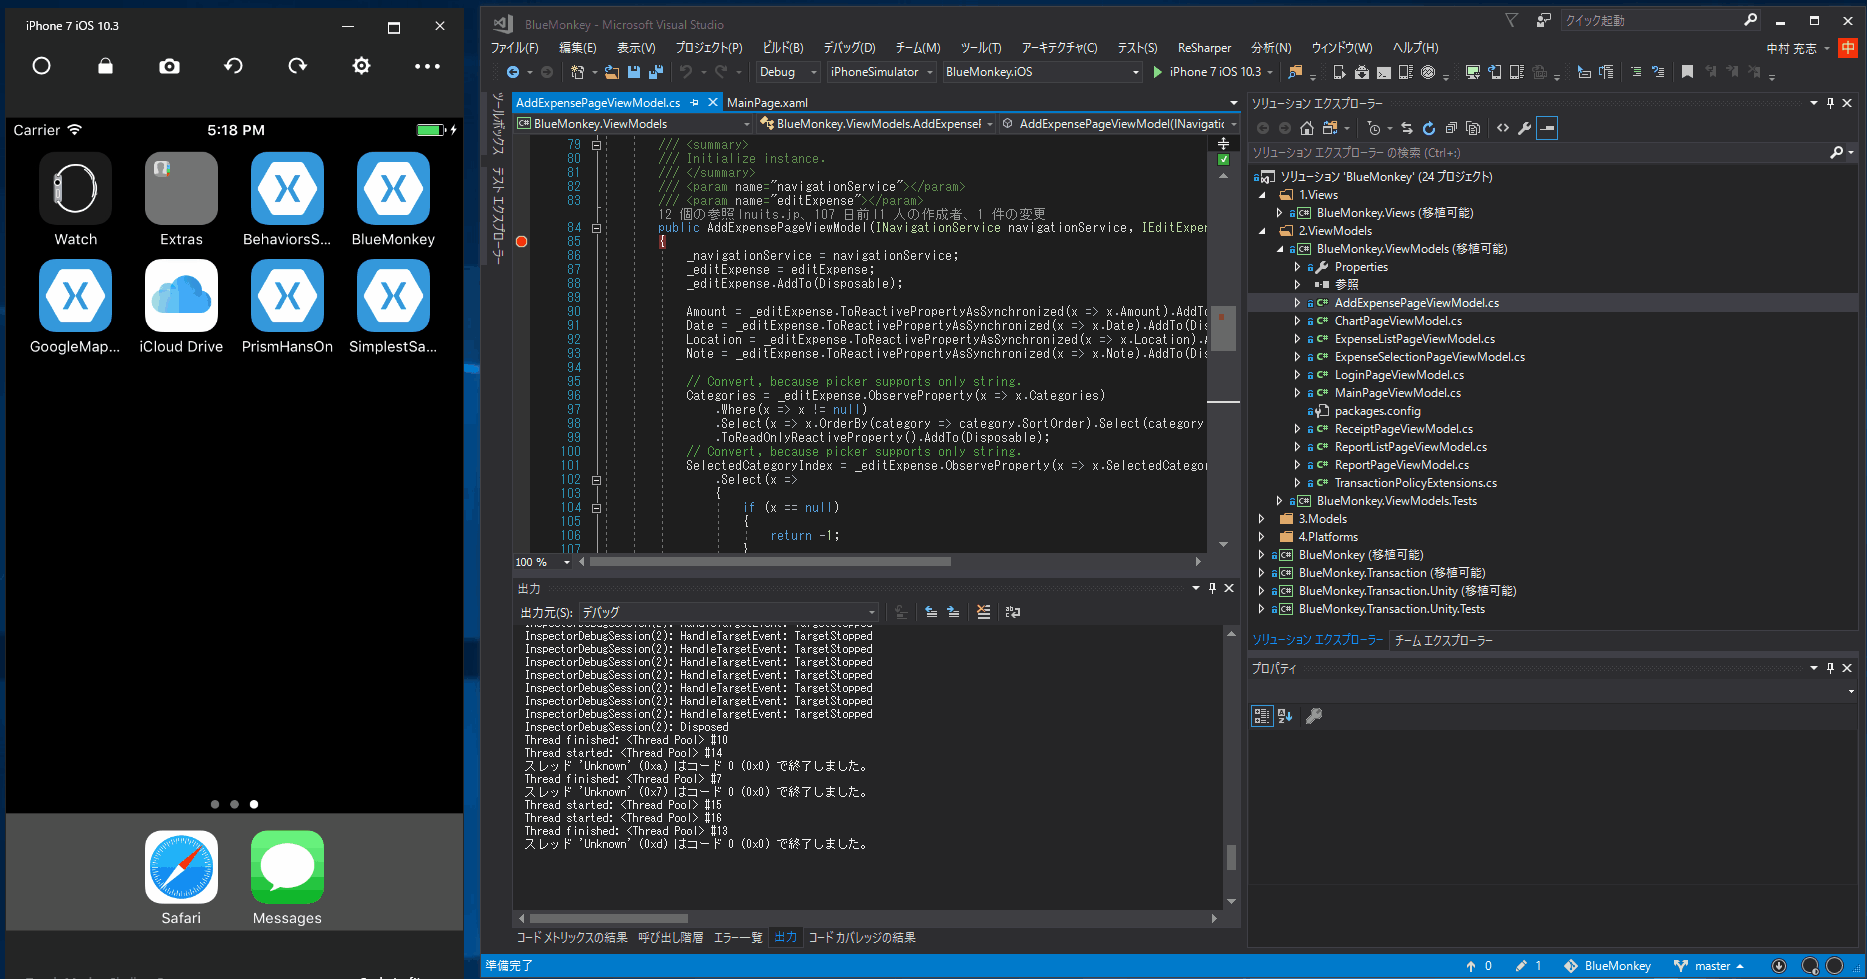 iPhone 7 iOS 10.3
Carrier
5:18 PM
Watch
Extras
BehaviorsS...
BlueMonkey
GoogleMap...
iCloud Drive
PrismHansOn
SimplestSa...
Safari
Messages
BlueMonkey - Microsoft Visual Studio
クイック起動
ファイル(F) 編集(E) 表示(V) プロジェクト(P) ビルド(B) デバッグ(D) チーム(M) ツール(T) アーキテクチャ(C) テスト(S) ReSharper 分析(N) ウィンドウ(W) ヘルプ(H)
中村 充志 中
Debug iPhoneSimulator BlueMonkey.iOS iPhone 7 iOS 10.3
ツールボックス
テスト エクスプローラー
AddExpensePageViewModel.cs MainPage.xaml
BlueMonkey.ViewModels BlueMonkey.ViewModels.AddExpensel AddExpensePageViewModel(INavigatic
79 /// <summary>
80 /// Initialize instance.
81 /// </summary>
82 /// <param name="navigationService"></param>
83 /// <param name="editExpense"></param>
12 個の参照|nuits.jp、107 日前|1 人の作成者、1 件の変更
84 public AddExpensePageViewModel(INavigationService navigationService, IEditExper
85 {
86 _navigationService = navigationService;
87 _editExpense = editExpense;
88 _editExpense.AddTo(Disposable);
89
90 Amount = _editExpense.ToReactivePropertyAsSynchronized(x => x.Amount).AddTo
91 Date = _editExpense.ToReactivePropertyAsSynchronized(x => x.Date).AddTo(Dis
92 Location = _editExpense.ToReactivePropertyAsSynchronized(x => x.Location).A
93 Note = _editExpense.ToReactivePropertyAsSynchronized(x => x.Note).AddTo(Dis
94
95 // Convert, because picker supports only string.
96 Categories = _editExpense.ObserveProperty(x => x.Categories)
97 .Where(x => x != null)
98 .Select(x => x.OrderBy(category => category.SortOrder).Select(category
99 .ToReadOnlyReactiveProperty().AddTo(Disposable);
100 // Convert, because picker supports only string.
101 SelectedCategoryIndex = _editExpense.ObserveProperty(x => x.SelectedCategor
102 .Select(x =>
103 {
104 if (x == null)
105 {
106 return -1;
107 }
100 %
出力
出力元(S): デバッグ
InspectorDebugSession(2): HandleTargetEvent: TargetStopped
InspectorDebugSession(2): HandleTargetEvent: TargetStopped
InspectorDebugSession(2): HandleTargetEvent: TargetStopped
InspectorDebugSession(2): HandleTargetEvent: TargetStopped
InspectorDebugSession(2): HandleTargetEvent: TargetStopped
InspectorDebugSession(2): HandleTargetEvent: TargetStopped
InspectorDebugSession(2): HandleTargetEvent: TargetStopped
InspectorDebugSession(2): HandleTargetEvent: TargetStopped
InspectorDebugSession(2): Disposed
Thread finished: <Thread Pool> #10
Thread started: <Thread Pool> #14
スレッド 'Unknown' (0xa) はコード 0 (0x0) で終了しました。
Thread finished: <Thread Pool> #7
スレッド 'Unknown' (0x7) はコード 0 (0x0) で終了しました。
Thread started: <Thread Pool> #15
Thread started: <Thread Pool> #16
Thread finished: <Thread Pool> #13
スレッド 'Unknown' (0xd) はコード 0 (0x0) で終了しました。
コード メトリックスの結果 呼び出し階層 エラー一覧 出力 コード カバレッジの結果
ソリューション エクスプローラー
ソリューション エクスプローラー の検索 (Ctrl+:)
ソリューション 'BlueMonkey' (24 プロジェクト)
1.Views
BlueMonkey.Views (移植可能)
2.ViewModels
BlueMonkey.ViewModels (移植可能)
Properties
参照
AddExpensePageViewModel.cs
ChartPageViewModel.cs
ExpenseListPageViewModel.cs
ExpenseSelectionPageViewModel.cs
LoginPageViewModel.cs
MainPageViewModel.cs
packages.config
ReceiptPageViewModel.cs
ReportListPageViewModel.cs
ReportPageViewModel.cs
TransactionPolicyExtensions.cs
BlueMonkey.ViewModels.Tests
3.Models
4.Platforms
BlueMonkey (移植可能)
BlueMonkey.Transaction (移植可能)
BlueMonkey.Transaction.Unity (移植可能)
BlueMonkey.Transaction.Unity.Tests
ソリューション エクスプローラー チーム エクスプローラー
プロパティ
準備完了
0 1 BlueMonkey master